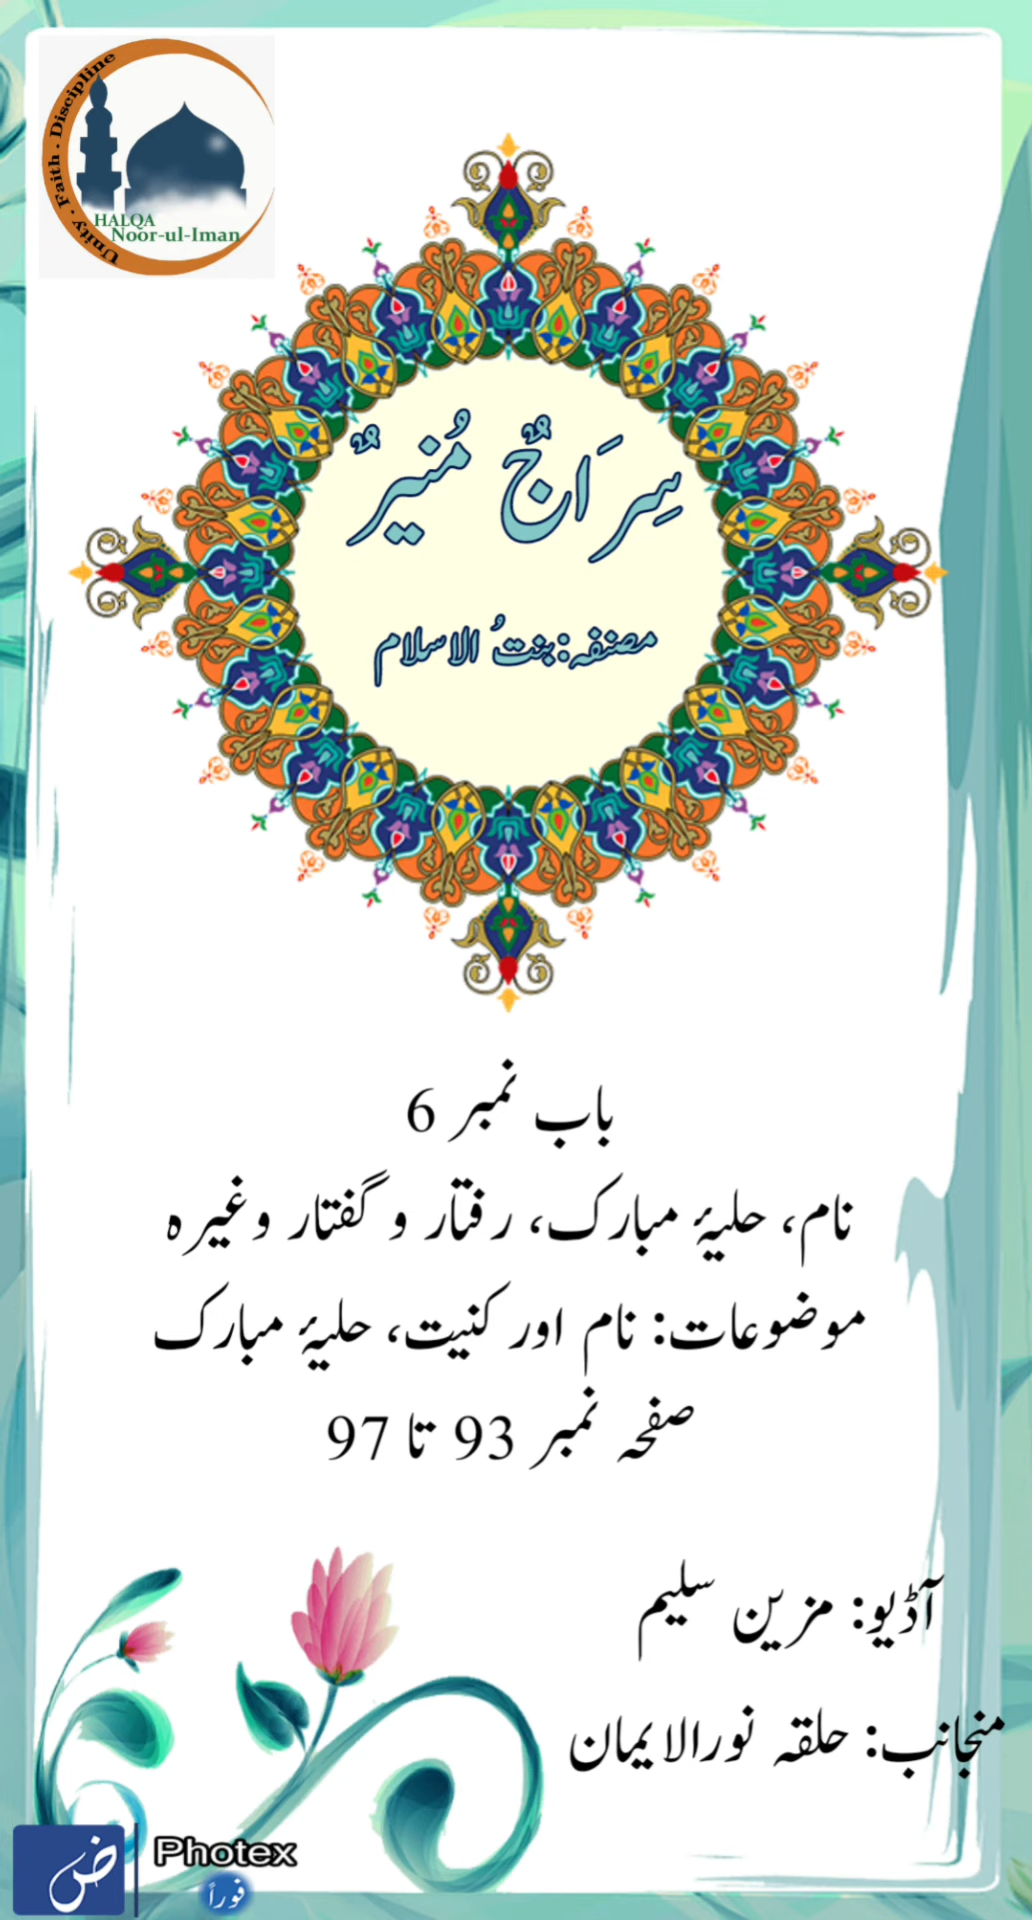 Unity . Faith . Discipline
HALQA
Noor-ul-Iman
سِرَاجٌ مُنیرٌ
مصنفہ: بنتُ الاسلام
باب نمبر 6
نام، حلیۂ مبارک، رفتار و گفتار وغیرہ
موضوعات: نام اور کنیت، حلیۂ مبارک
صفحہ نمبر 93 تا 97
آڈیو: مزین سلیم
منجانب: حلقہ نورالایمان
ض
Photex
فوراً